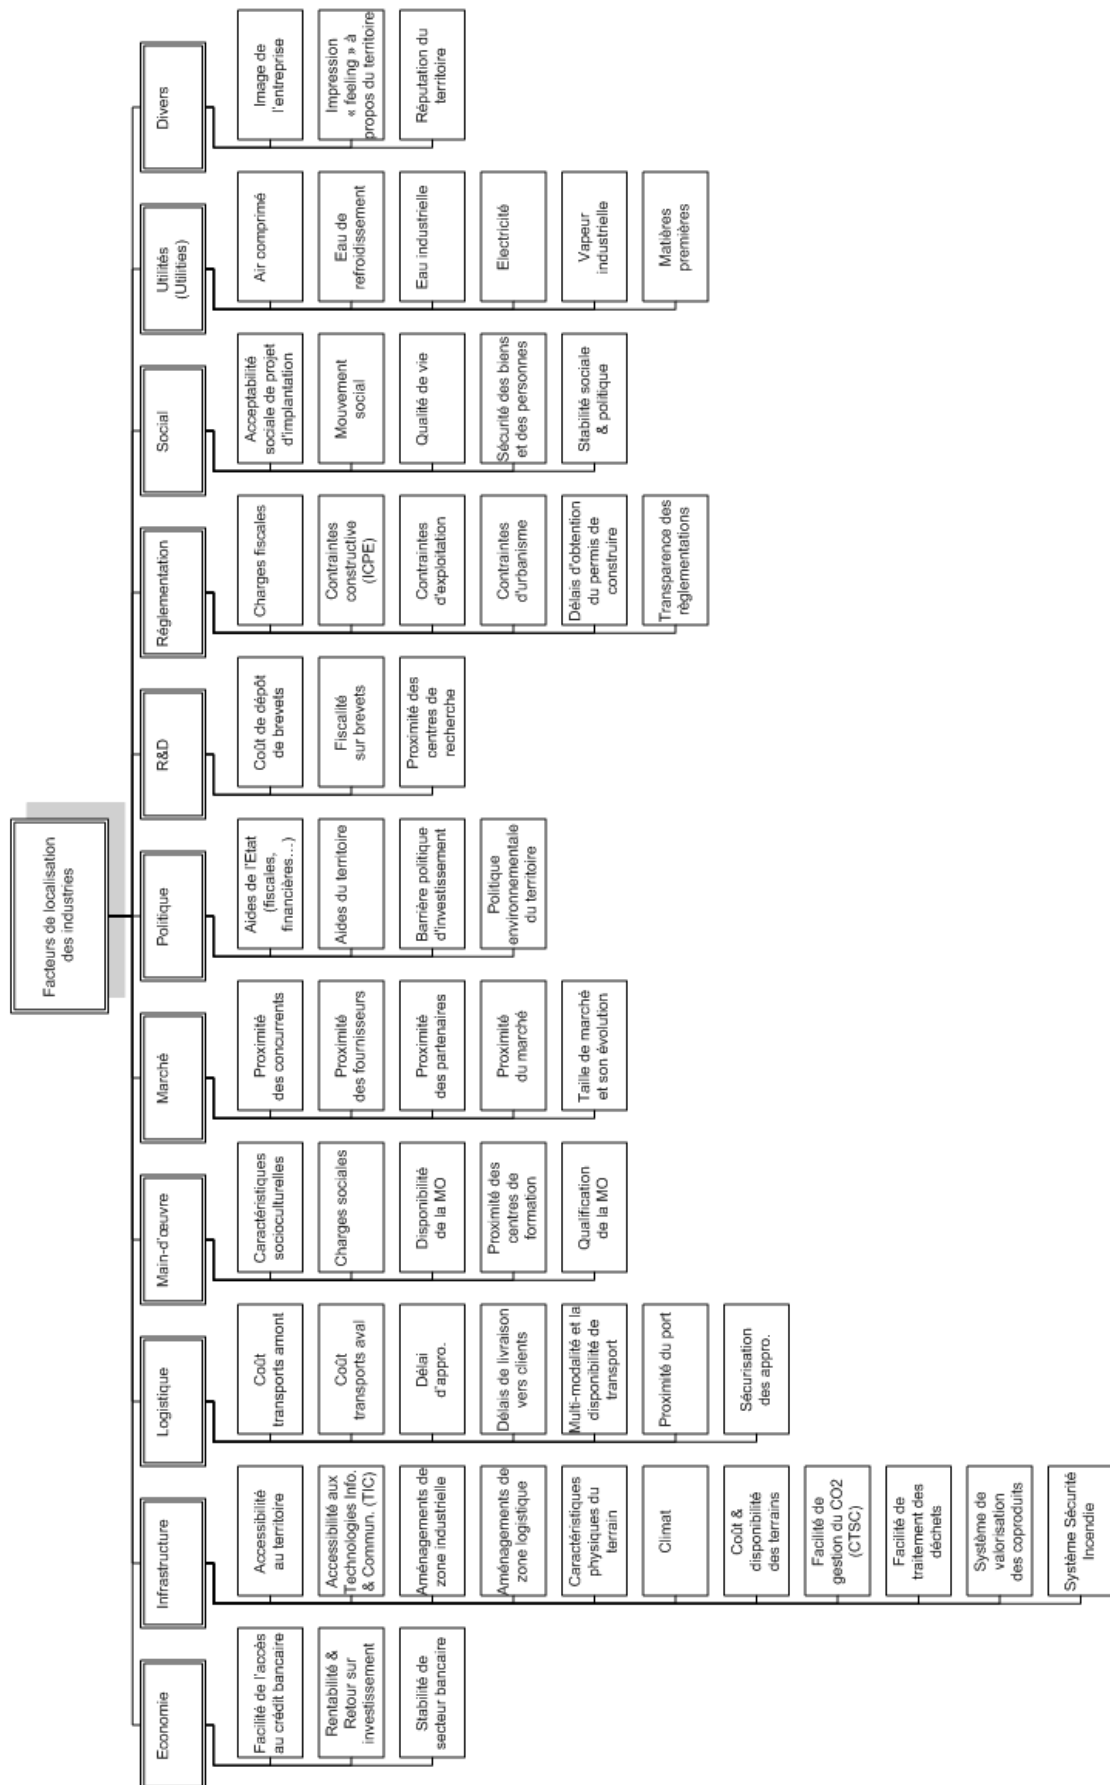 Facteurs de localisation
des industries
Economie
Facilité de l'accès
au crédit bancaire
Rentabilité &
Retour sur
investissement
Stabilité de
secteur bancaire
Infrastructure
Accessibilité
au territoire
Accessibilité aux
Technologies Info.
& Commun. (TIC)
Aménagements de
zone industrielle
Aménagements de
zone logistique
Caractéristiques
physiques du
terrain
Climat
Coût &
disponibilité
des terrains
Facilité de
gestion du CO2
(CTSC)
Facilité de
traitement des
déchets
Système de
valorisation
des coproduits
Système Sécurité
Incendie
Logistique
Coût
transports amont
Coût
transports aval
Délai
d'appro.
Délais de livraison
vers clients
Multi-modalité et la
disponibilité de
transport
Proximité du port
Sécurisation
des appro.
Main-d'œuvre
Caractéristiques
socioculturelles
Charges sociales
Disponibilité
de la MO
Proximité des
centres de
formation
Qualification
de la MO
Marché
Proximité
des concurrents
Proximité
des fournisseurs
Proximité
des partenaires
Proximité
du marché
Taille de marché
et son évolution
Politique
Aides de l'Etat
(fiscales,
financières...)
Aides du territoire
Barrière politique
d'investissement
Politique
environnementale
du territoire
R&D
Coût de dépôt
de brevets
Fiscalité
sur brevets
Proximité des
centres de
recherche
Réglementation
Charges fiscales
Contraintes
constructive
(ICPE)
Contraintes
d'exploitation
Contraintes
d'urbanisme
Délais d'obtention
du permis de
construire
Transparence des
règlementations
Social
Acceptabilité
sociale de projet
d'implantation
Mouvement
social
Qualité de vie
Sécurité des biens
et des personnes
Stabilité sociale
& politique
Utilités
(Utilities)
Air comprimé
Eau de
refroidissement
Eau industrielle
Electricité
Vapeur
industrielle
Matières
premières
Divers
Image de
l'entreprise
Impression
« feeling » à
propos du territoire
Réputation du
territoire